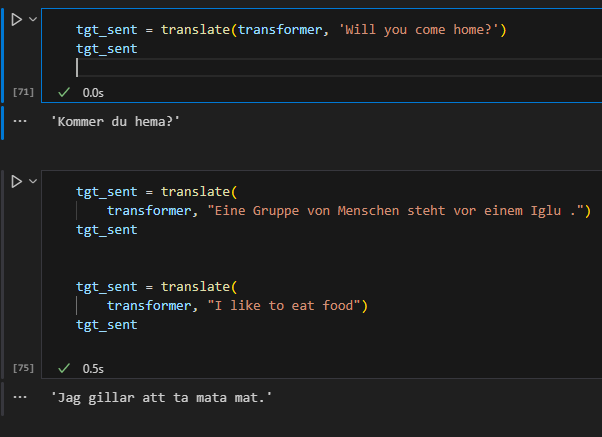 tgt_sent = translate(transformer, 'Will you come home?')
tgt_sent
[71]
0.0s
... 'Kommer du hema?'
tgt_sent = translate(
transformer, "Eine Gruppe von Menschen steht vor einem Iglu .")
tgt_sent
tgt_sent = translate(
transformer, "I like to eat food")
tgt_sent
[75]
0.5s
... 'Jag gillar att ta mata mat.'